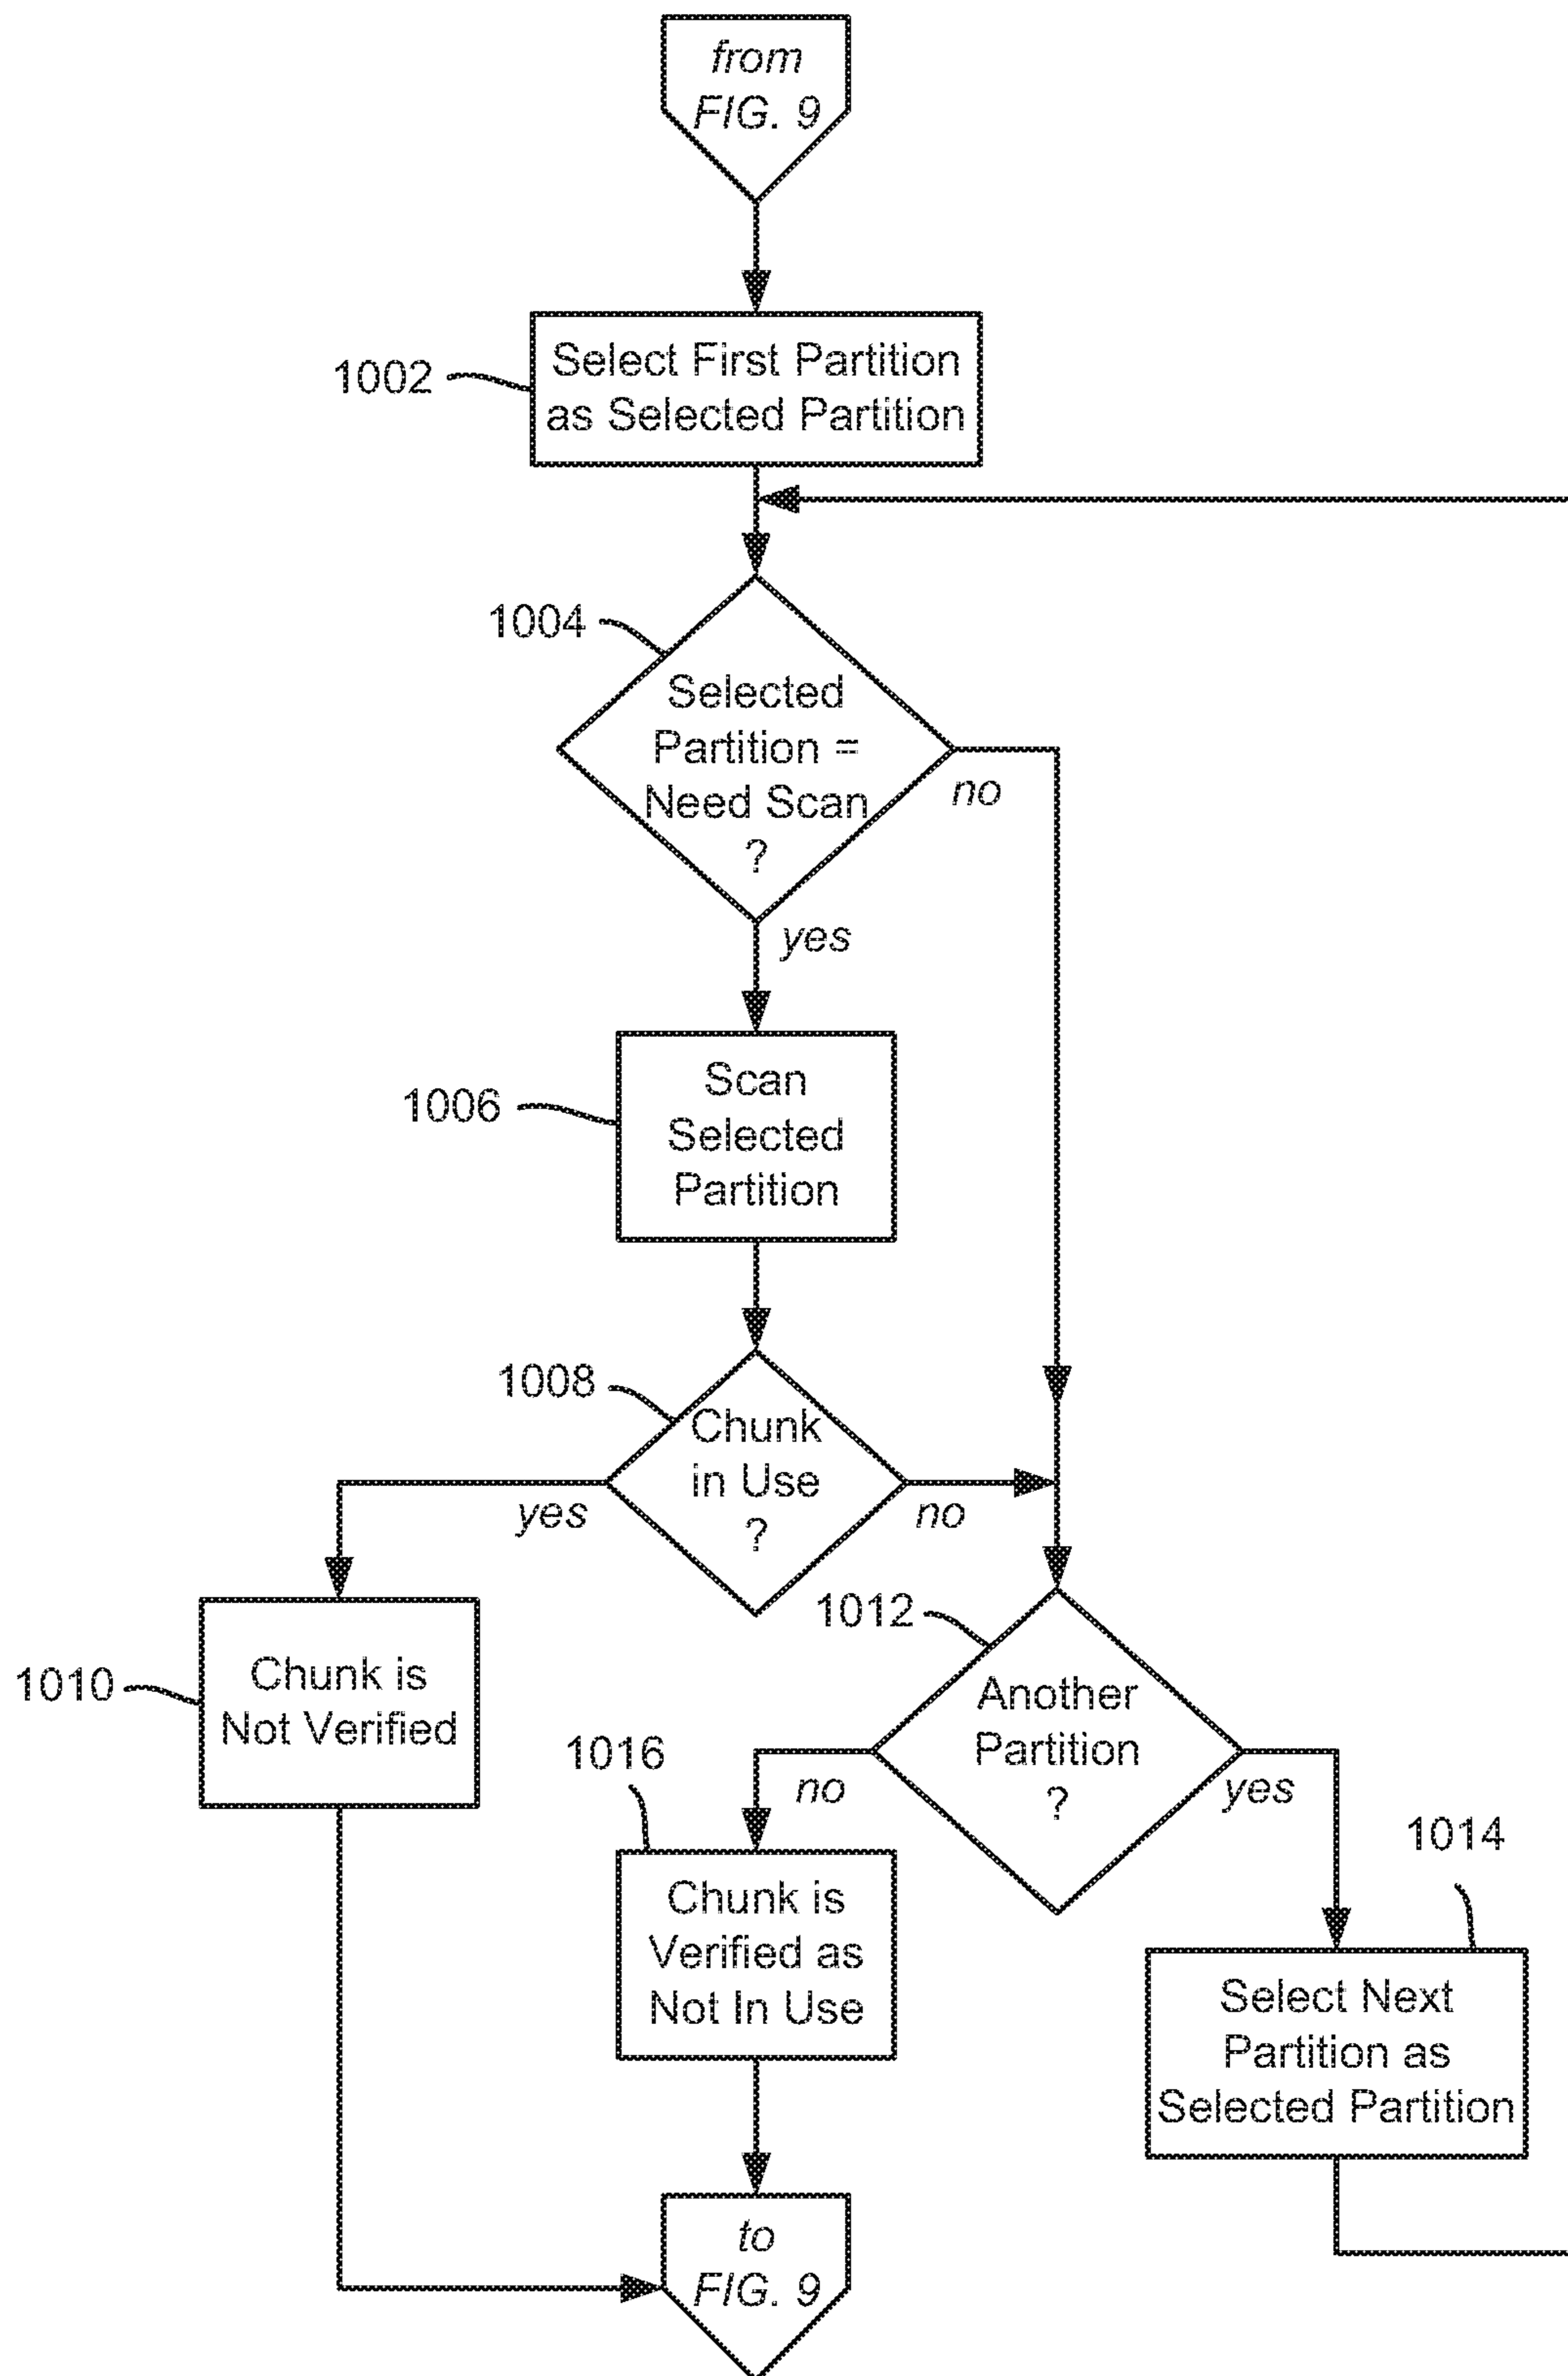 from
FIG. 9
1002
Select First Partition
as Selected Partition
1004
Selected
Partition =
Need Scan
?
no
yes
1006
Scan
Selected
Partition
1008
Chunk
in Use
?
yes
no
1010
Chunk is
Not Verified
1012
Another
Partition
?
no
yes
1016
Chunk is
Verified as
Not In Use
1014
Select Next
Partition as
Selected Partition
to
FIG. 9